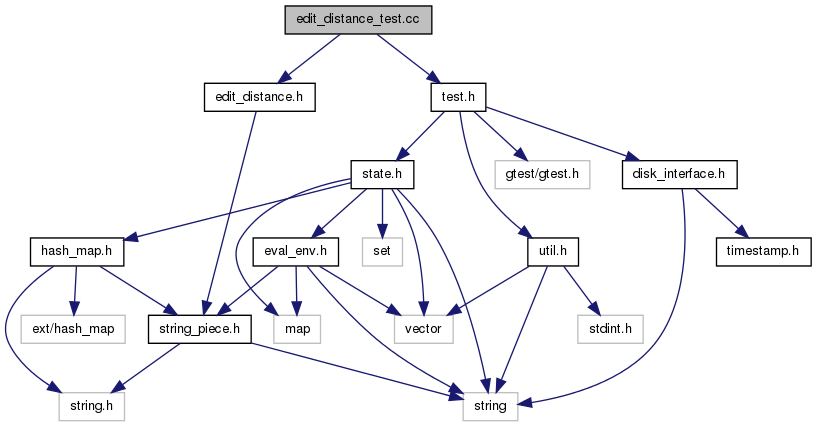 edit_distance_test.cc
edit_distance.h
test.h
state.h
gtest/gtest.h
disk_interface.h
hash_map.h
eval_env.h
set
util.h
timestamp.h
ext/hash_map
string_piece.h
map
vector
stdint.h
string.h
string